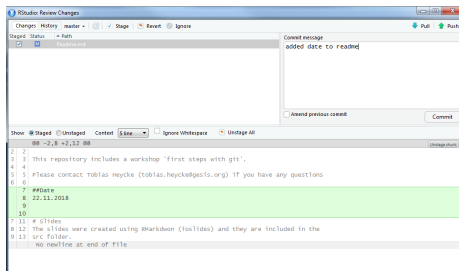 RStudio: Review Changes
Changes History master Stage Revert Ignore Pull Push
Staged Status Path
M Readme.md
Commit message
added date to readme
Amend previous commit
Commit
Show Staged Unstaged Context 5 line Ignore Whitespace Unstage All
@@ -2,8 +2,12 @@ Unstage chunk
2 2
3 3 This repository includes a workshop `first steps with git`.
4 4
5 5 Please contact Tobias Heycke (tobias.heycke@gesis.org) if you have any questions
6 6
7 ##Date
8 22.11.2018
9
10
7 11 # Slides
8 12 The slides were created using RMarkdwon (ioslides) and they are included in the
9 13 src folder.
No newline at end of file